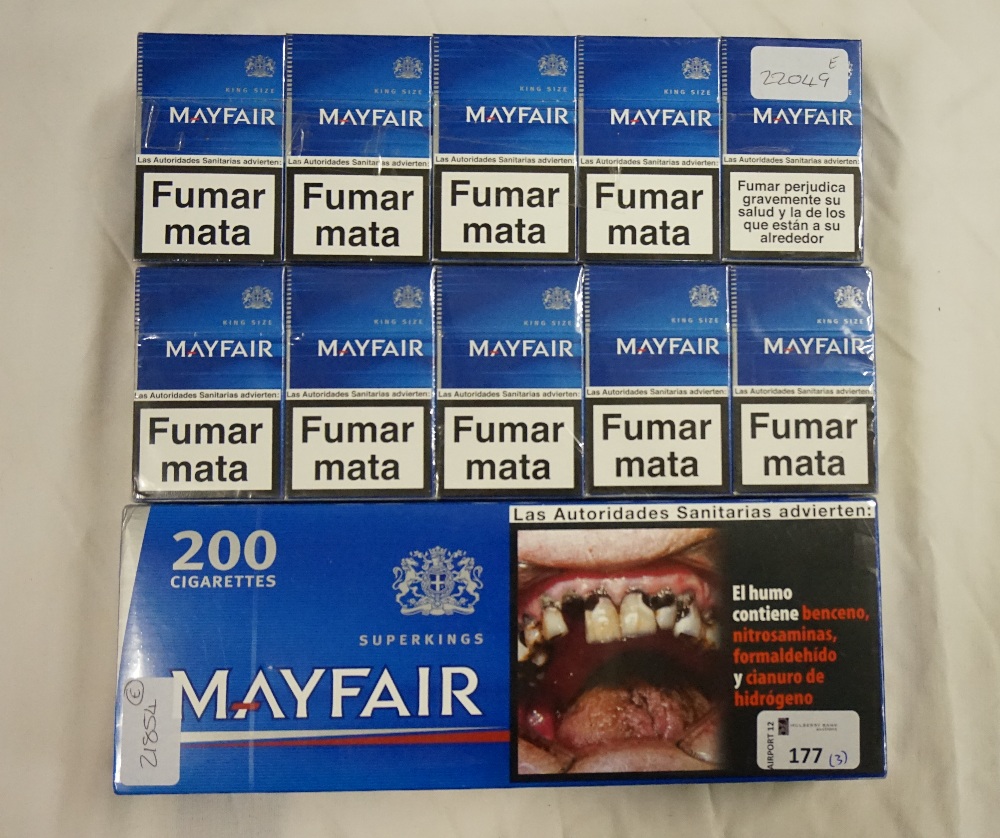 KING SIZE
MAYFAIR
Las Autoridades Sanitarias advierten:
Fumar
mata
KING SIZE
MAYFAIR
Las Autoridades Sanitarias advierten:
Fumar
mata
KING SIZE
MAYFAIR
Las Autoridades Sanitarias advierten:
Fumar
mata
KING SIZE
MAYFAIR
Las Autoridades Sanitarias advierten:
Fumar
mata
E
22049
MAYFAIR
Las Autoridades Sanitarias advierten:
Fumar perjudica
gravemente su
salud y la de los
que están a su
alrededor
KING SIZE
MAYFAIR
Las Autoridades Sanitarias advierten:
Fumar
mata
KING SIZE
MAYFAIR
Las Autoridades Sanitarias advierten:
Fumar
mata
KING SIZE
MAYFAIR
Las Autoridades Sanitarias advierten:
Fumar
mata
KING SIZE
MAYFAIR
Las Autoridades Sanitarias advierten:
Fumar
mata
KING SIZE
MAYFAIR
Las Autoridades Sanitarias advierten:
Fumar
mata
200
CIGARETTES
SUPERKINGS
MAYFAIR
21854 E
Las Autoridades Sanitarias advierten:
El humo
contiene benceno,
nitrosaminas,
formaldehído
y cianuro de
hidrógeno
AIRPORT 12
MULBERRY BANK
177 (3)